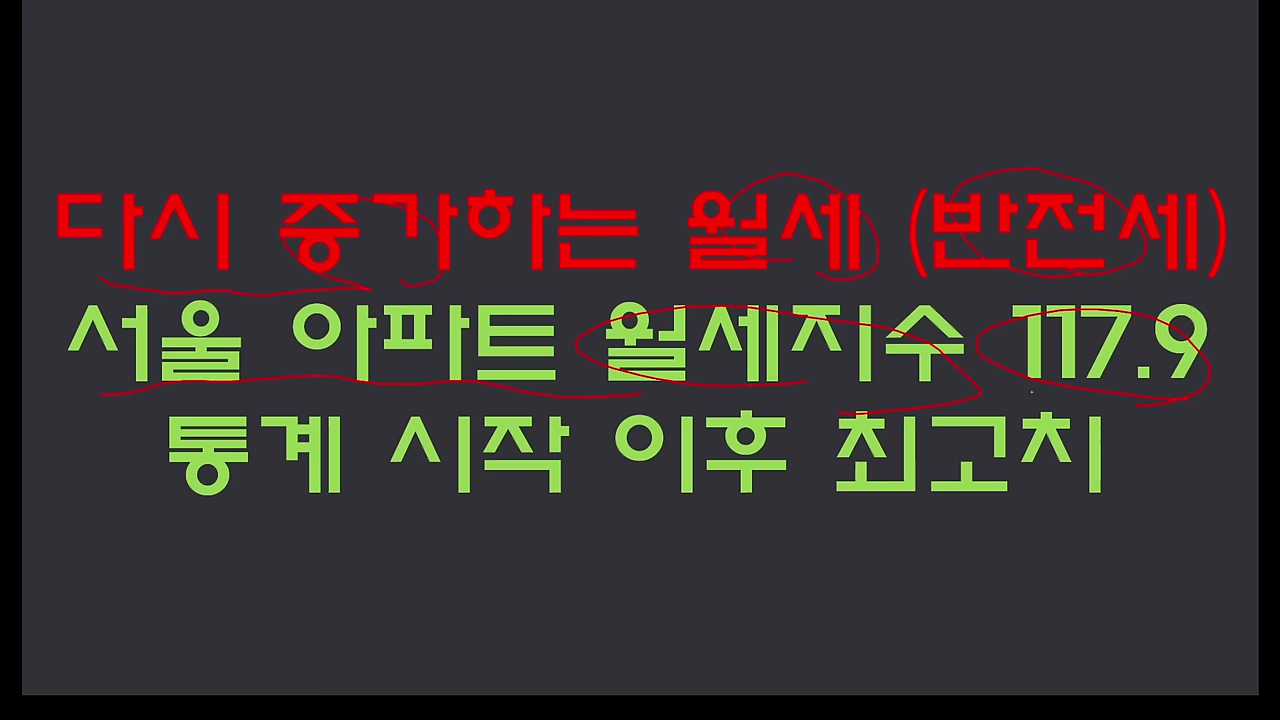 다시 증가하는 월세 (반전세)
서울 아파트 월세지수 117.9
통계 시작 이후 최고치